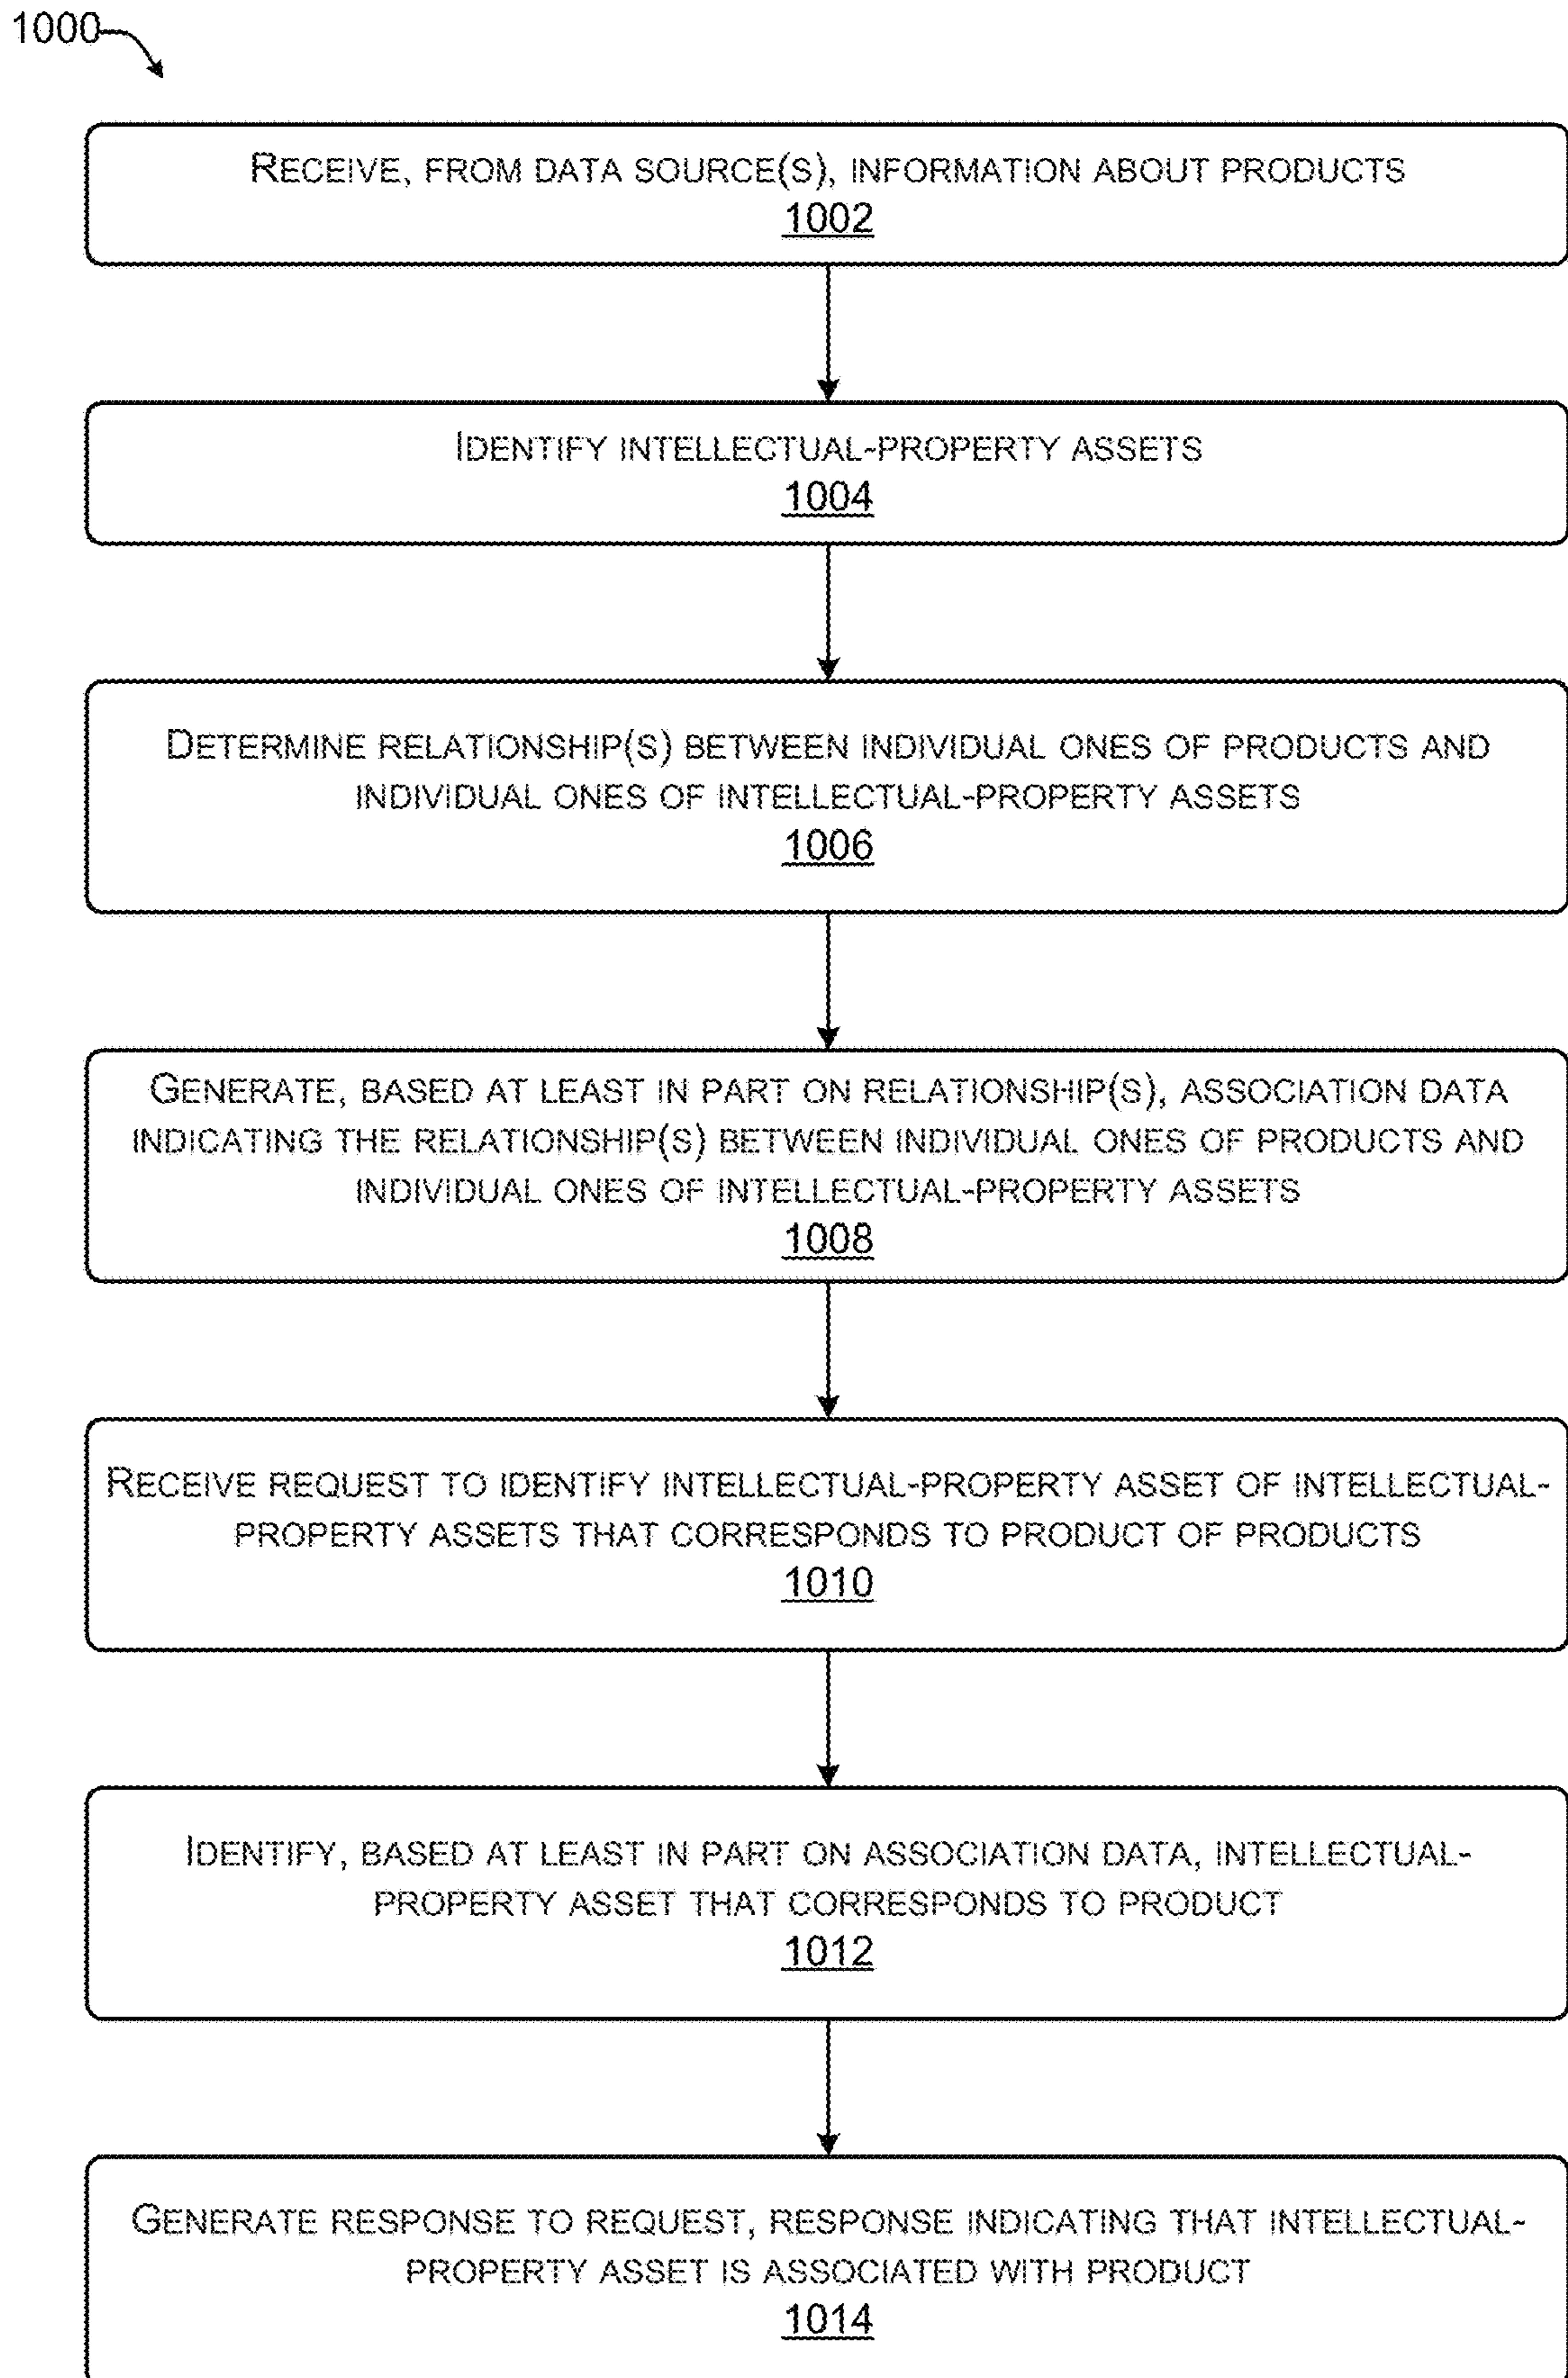 1000
RECEIVE, FROM DATA SOURCE(S), INFORMATION ABOUT PRODUCTS
1002
IDENTIFY INTELLECTUAL-PROPERTY ASSETS
1004
DETERMINE RELATIONSHIP(S) BETWEEN INDIVIDUAL ONES OF PRODUCTS AND
INDIVIDUAL ONES OF INTELLECTUAL-PROPERTY ASSETS
1006
GENERATE, BASED AT LEAST IN PART ON RELATIONSHIP(S), ASSOCIATION DATA
INDICATING THE RELATIONSHIP(S) BETWEEN INDIVIDUAL ONES OF PRODUCTS AND
INDIVIDUAL ONES OF INTELLECTUAL-PROPERTY ASSETS
1008
RECEIVE REQUEST TO IDENTIFY INTELLECTUAL-PROPERTY ASSET OF INTELLECTUAL-
PROPERTY ASSETS THAT CORRESPONDS TO PRODUCT OF PRODUCTS
1010
IDENTIFY, BASED AT LEAST IN PART ON ASSOCIATION DATA, INTELLECTUAL-
PROPERTY ASSET THAT CORRESPONDS TO PRODUCT
1012
GENERATE RESPONSE TO REQUEST, RESPONSE INDICATING THAT INTELLECTUAL-
PROPERTY ASSET IS ASSOCIATED WITH PRODUCT
1014